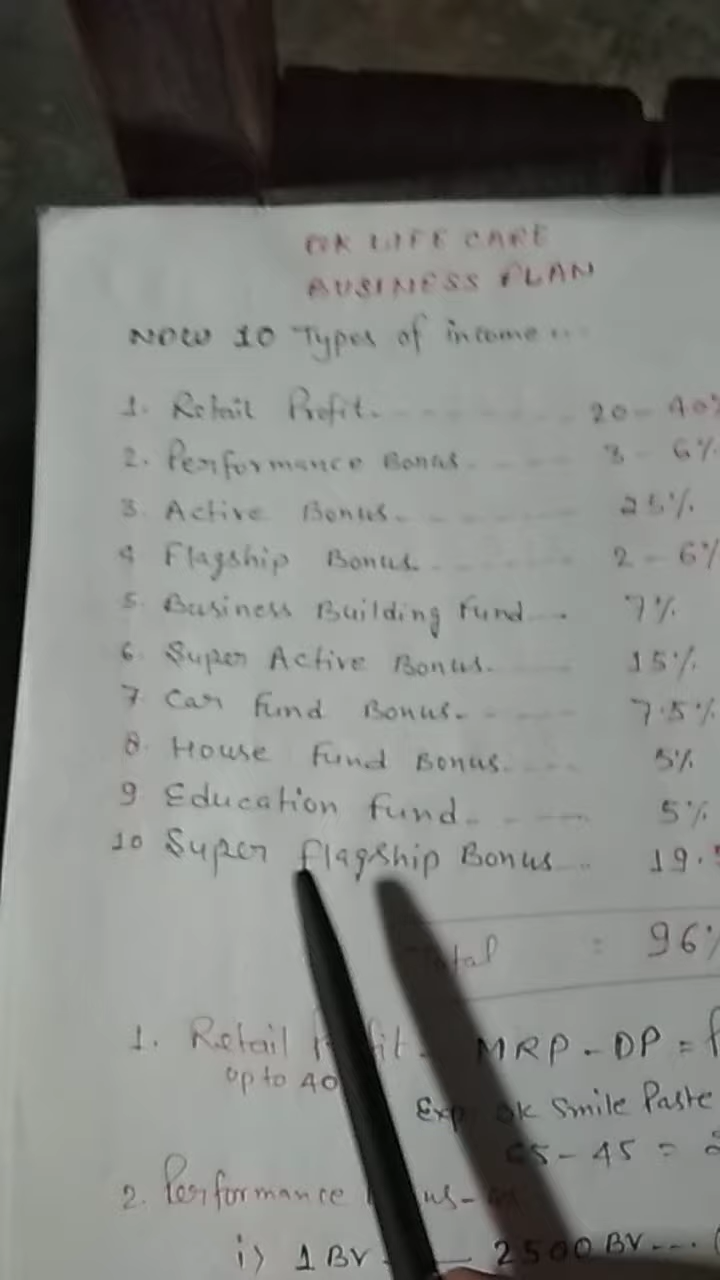 OK LIFE CARE
BUSINESS PLAN
NOW 10 Types of income...
1. Retail Profit. 20 - 40%
2. Performance Bonus 3 - 6%
3. Active Bonus. 25%
4 Flagship Bonus. 2 - 6%
5. Business Building Fund 7%
6. Super Active Bonus. 15%
7. Car Fund Bonus. 7.5%
8. House Fund Bonus. 5%
9 Education Fund. 5%
10 Super Flagship Bonus 19.
: 96%
1. Retail - MRP - DP =
up to 40
OK Smile Paste
65 - 45 =
2. Performance
i) 1 BV 2500 BV...